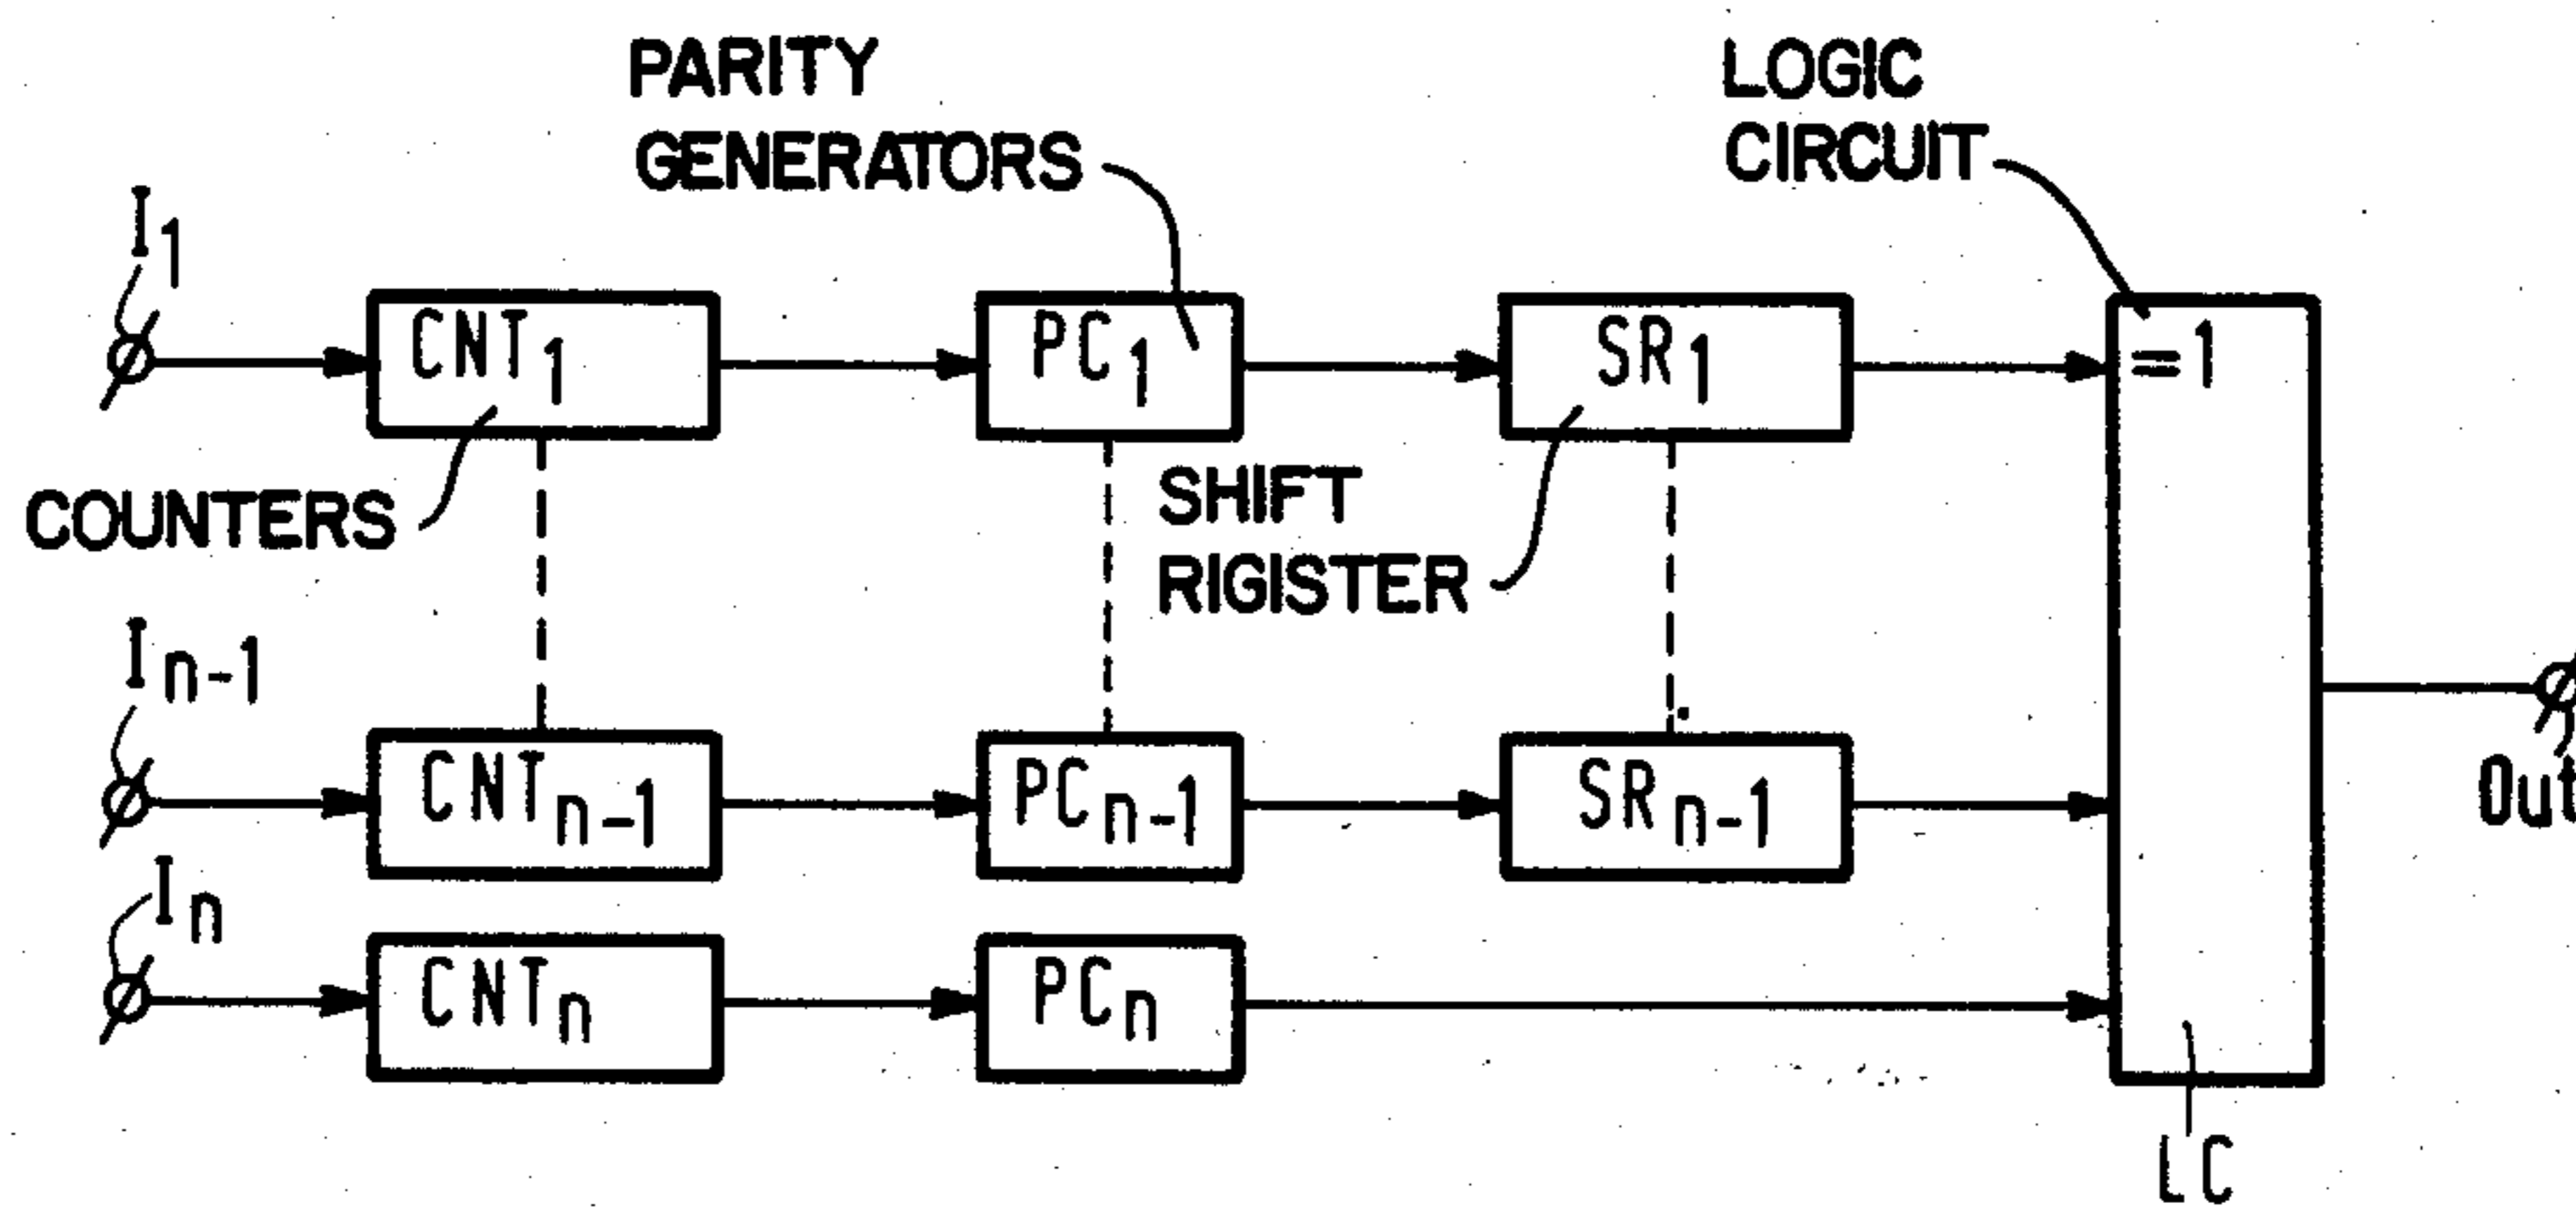 PARITY
GENERATORS
LOGIC
CIRCUIT
I1
CNT1
PC1
SR1
=1
COUNTERS
SHIFT
RIGISTER
In-1
CNTn-1
PCn-1
SRn-1
Out
In
CNTn
PCn
LC